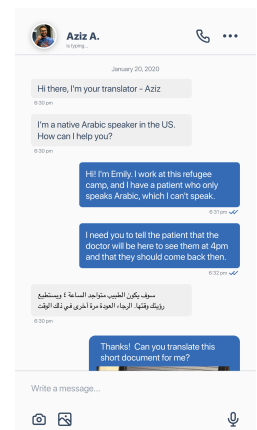 Aziz A.
is typing...
January 20, 2020
Hi there, I'm your translator - Aziz
6:30 pm
I'm a native Arabic speaker in the US.
How can I help you?
6:30 pm
Hi! I'm Emily. I work at this refugee
camp, and I have a patient who only
speaks Arabic, which I can't speak.
6:31 pm
I need you to tell the patient that the
doctor will be here to see them at 4pm
and that they should come back then.
6:32 pm
سوف يكون الطبيب متواجد الساعة ٤ ويستطيع
رؤيتك وقتها. الرجاء العودة مرة أخرى في ذلك الوقت
6:30 pm
Thanks! Can you translate this
short document for me?
Write a message...